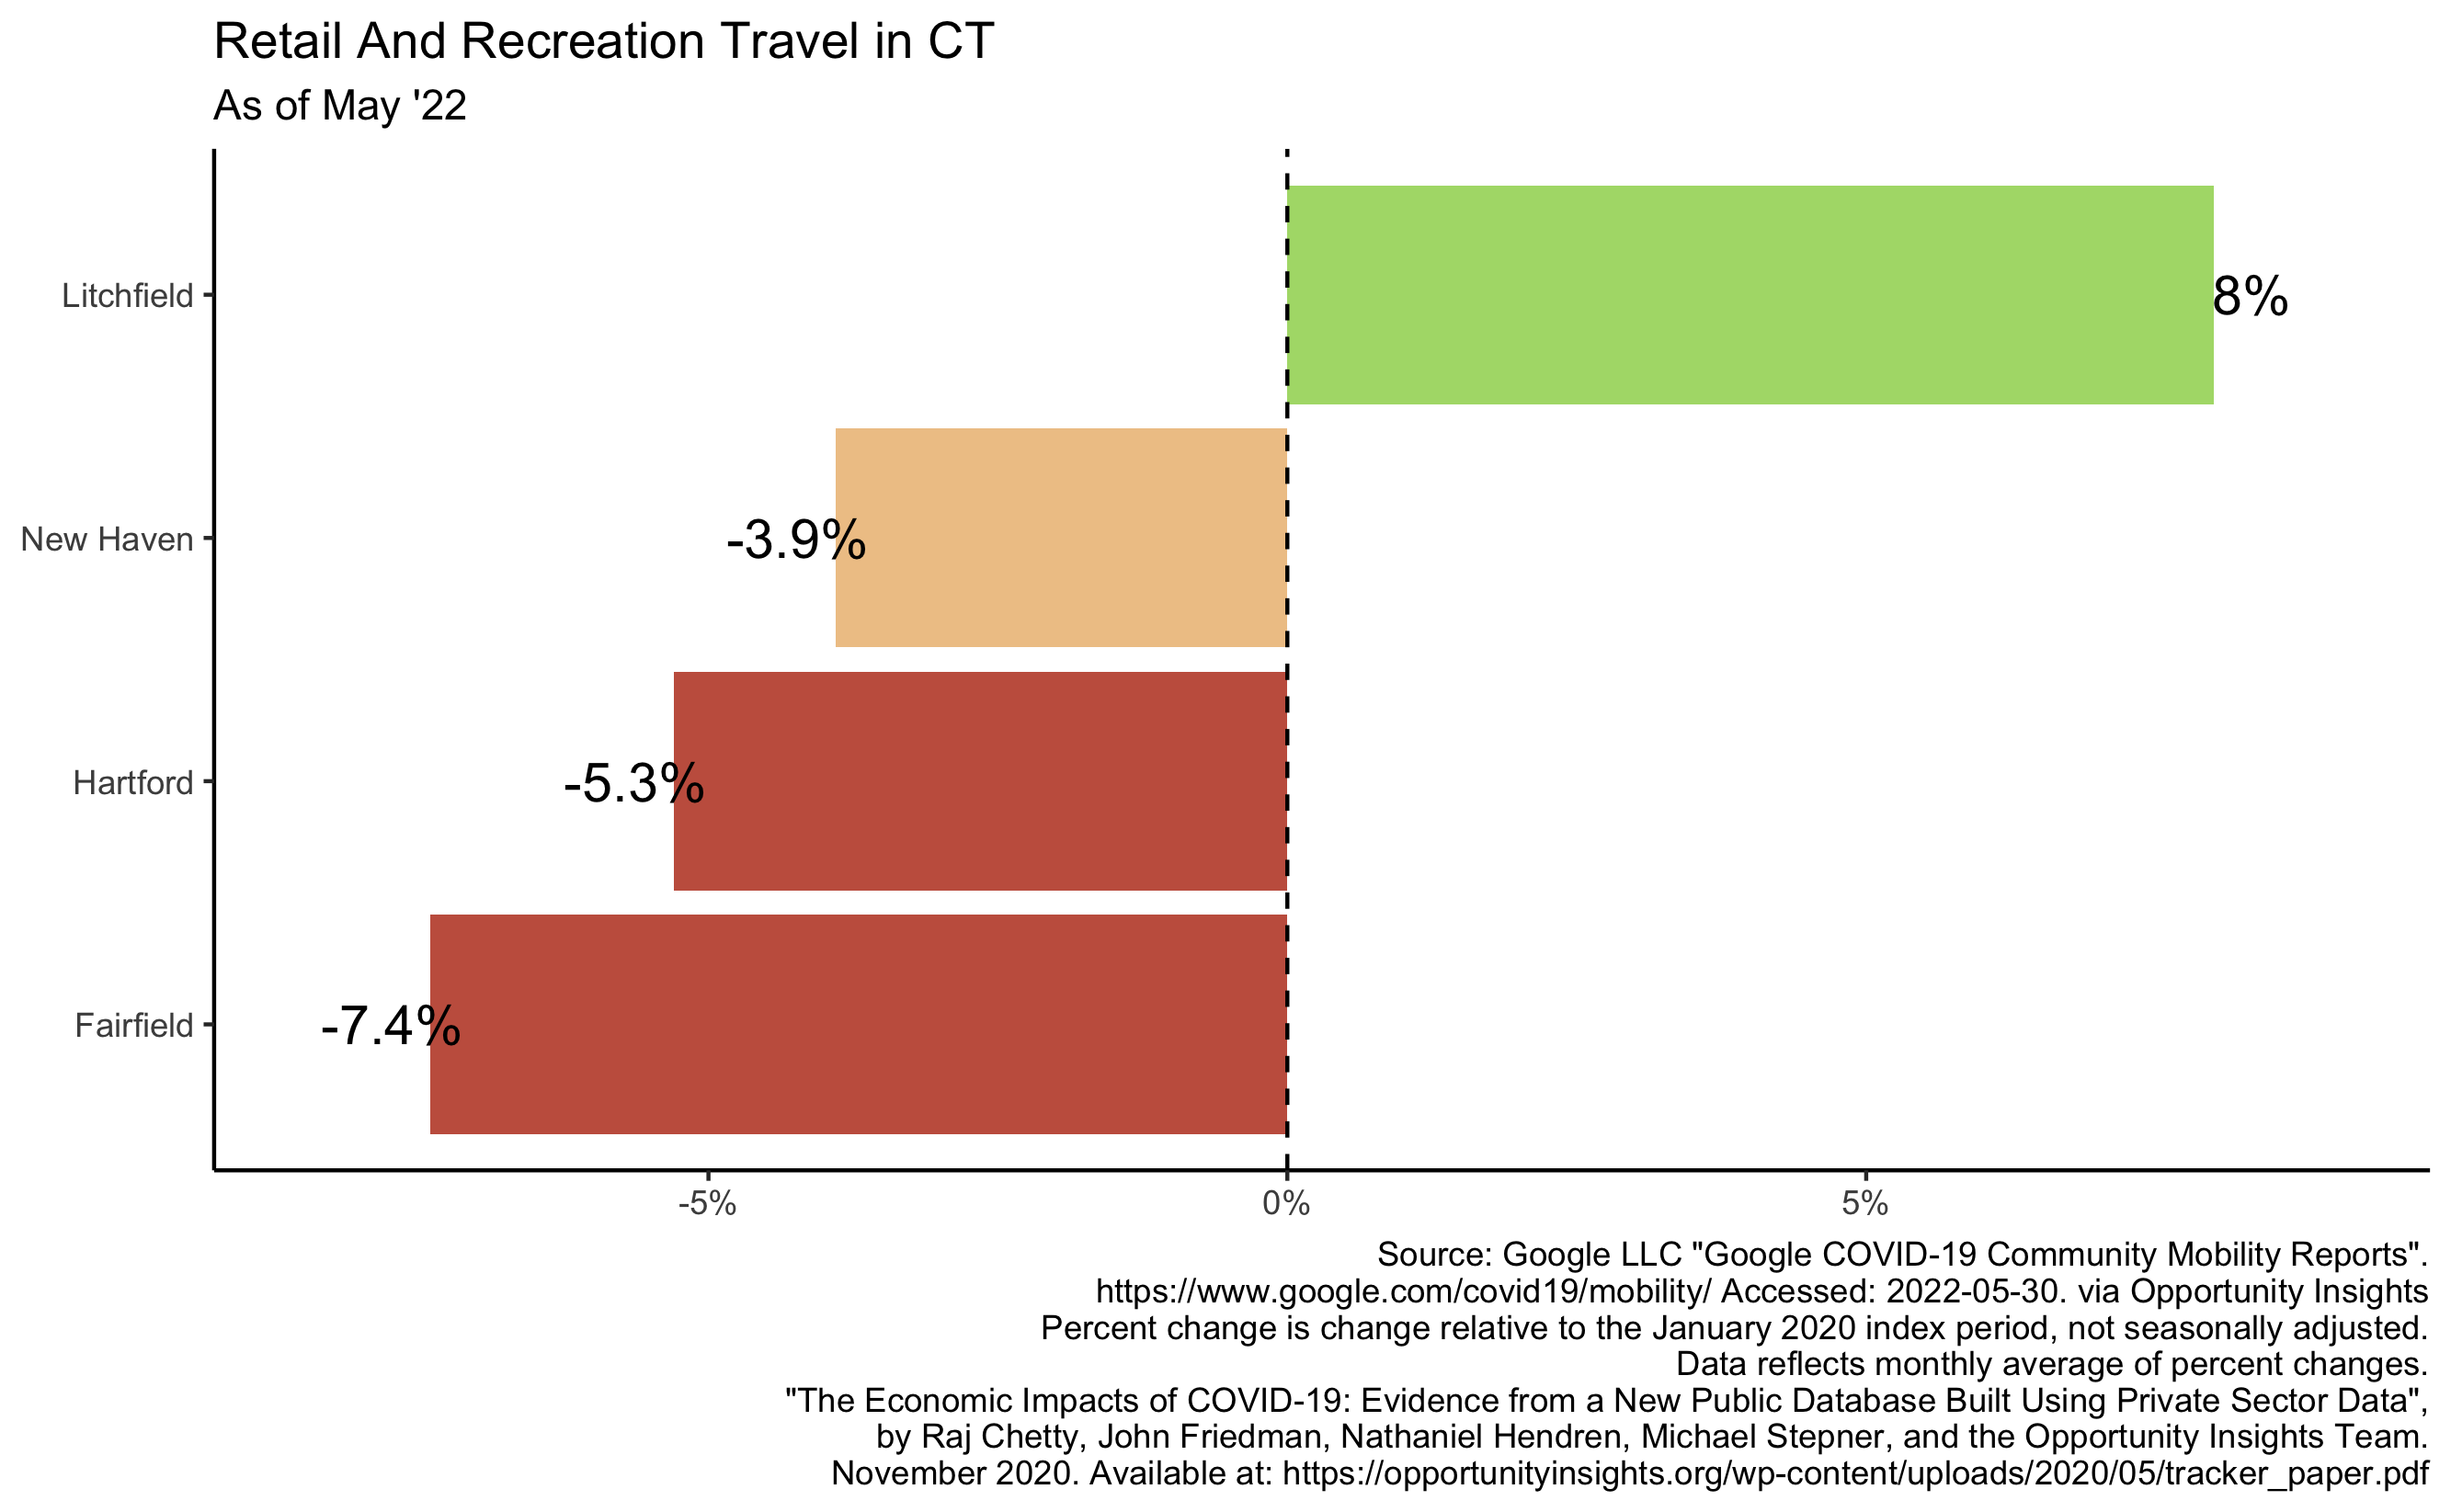 Retail And Recreation Travel in CT
As of May '22
Litchfield
8%
New Haven
-3.9%
Hartford
-5.3%
Fairfield
-7.4%
-5%
0%
5%
Source: Google LLC "Google COVID-19 Community Mobility Reports".
https://www.google.com/covid19/mobility/ Accessed: 2022-05-30. via Opportunity Insights
Percent change is change relative to the January 2020 index period, not seasonally adjusted.
Data reflects monthly average of percent changes.
"The Economic Impacts of COVID-19: Evidence from a New Public Database Built Using Private Sector Data",
by Raj Chetty, John Friedman, Nathaniel Hendren, Michael Stepner, and the Opportunity Insights Team.
November 2020. Available at: https://opportunityinsights.org/wp-content/uploads/2020/05/tracker_paper.pdf